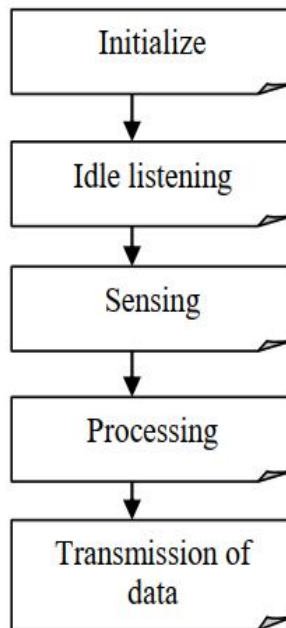 Initialize
Idle listening
Sensing
Processing
Transmission of
data